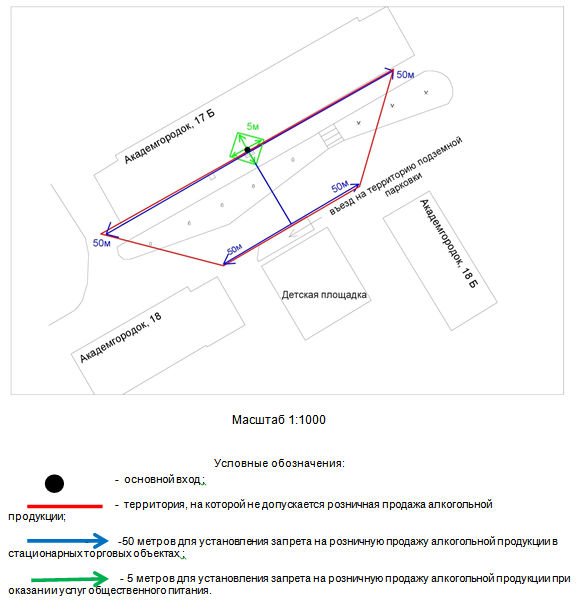 50м
5м
Академгородок, 17 Б
50м
въезд на территорию подземной
парковки
50м
50м
Академгородок, 18 Б
Детская площадка
Академгородок, 18
Масштаб 1:1000
Условные обозначения:
- основной вход;
- территория, на которой не допускается розничная продажа алкогольной
продукции;
-50 метров для установления запрета на розничную продажу алкогольной продукции в
стационарных торговых объектах;
- 5 метров для установления запрета на розничную продажу алкогольной продукции при
оказании услуг общественного питания.